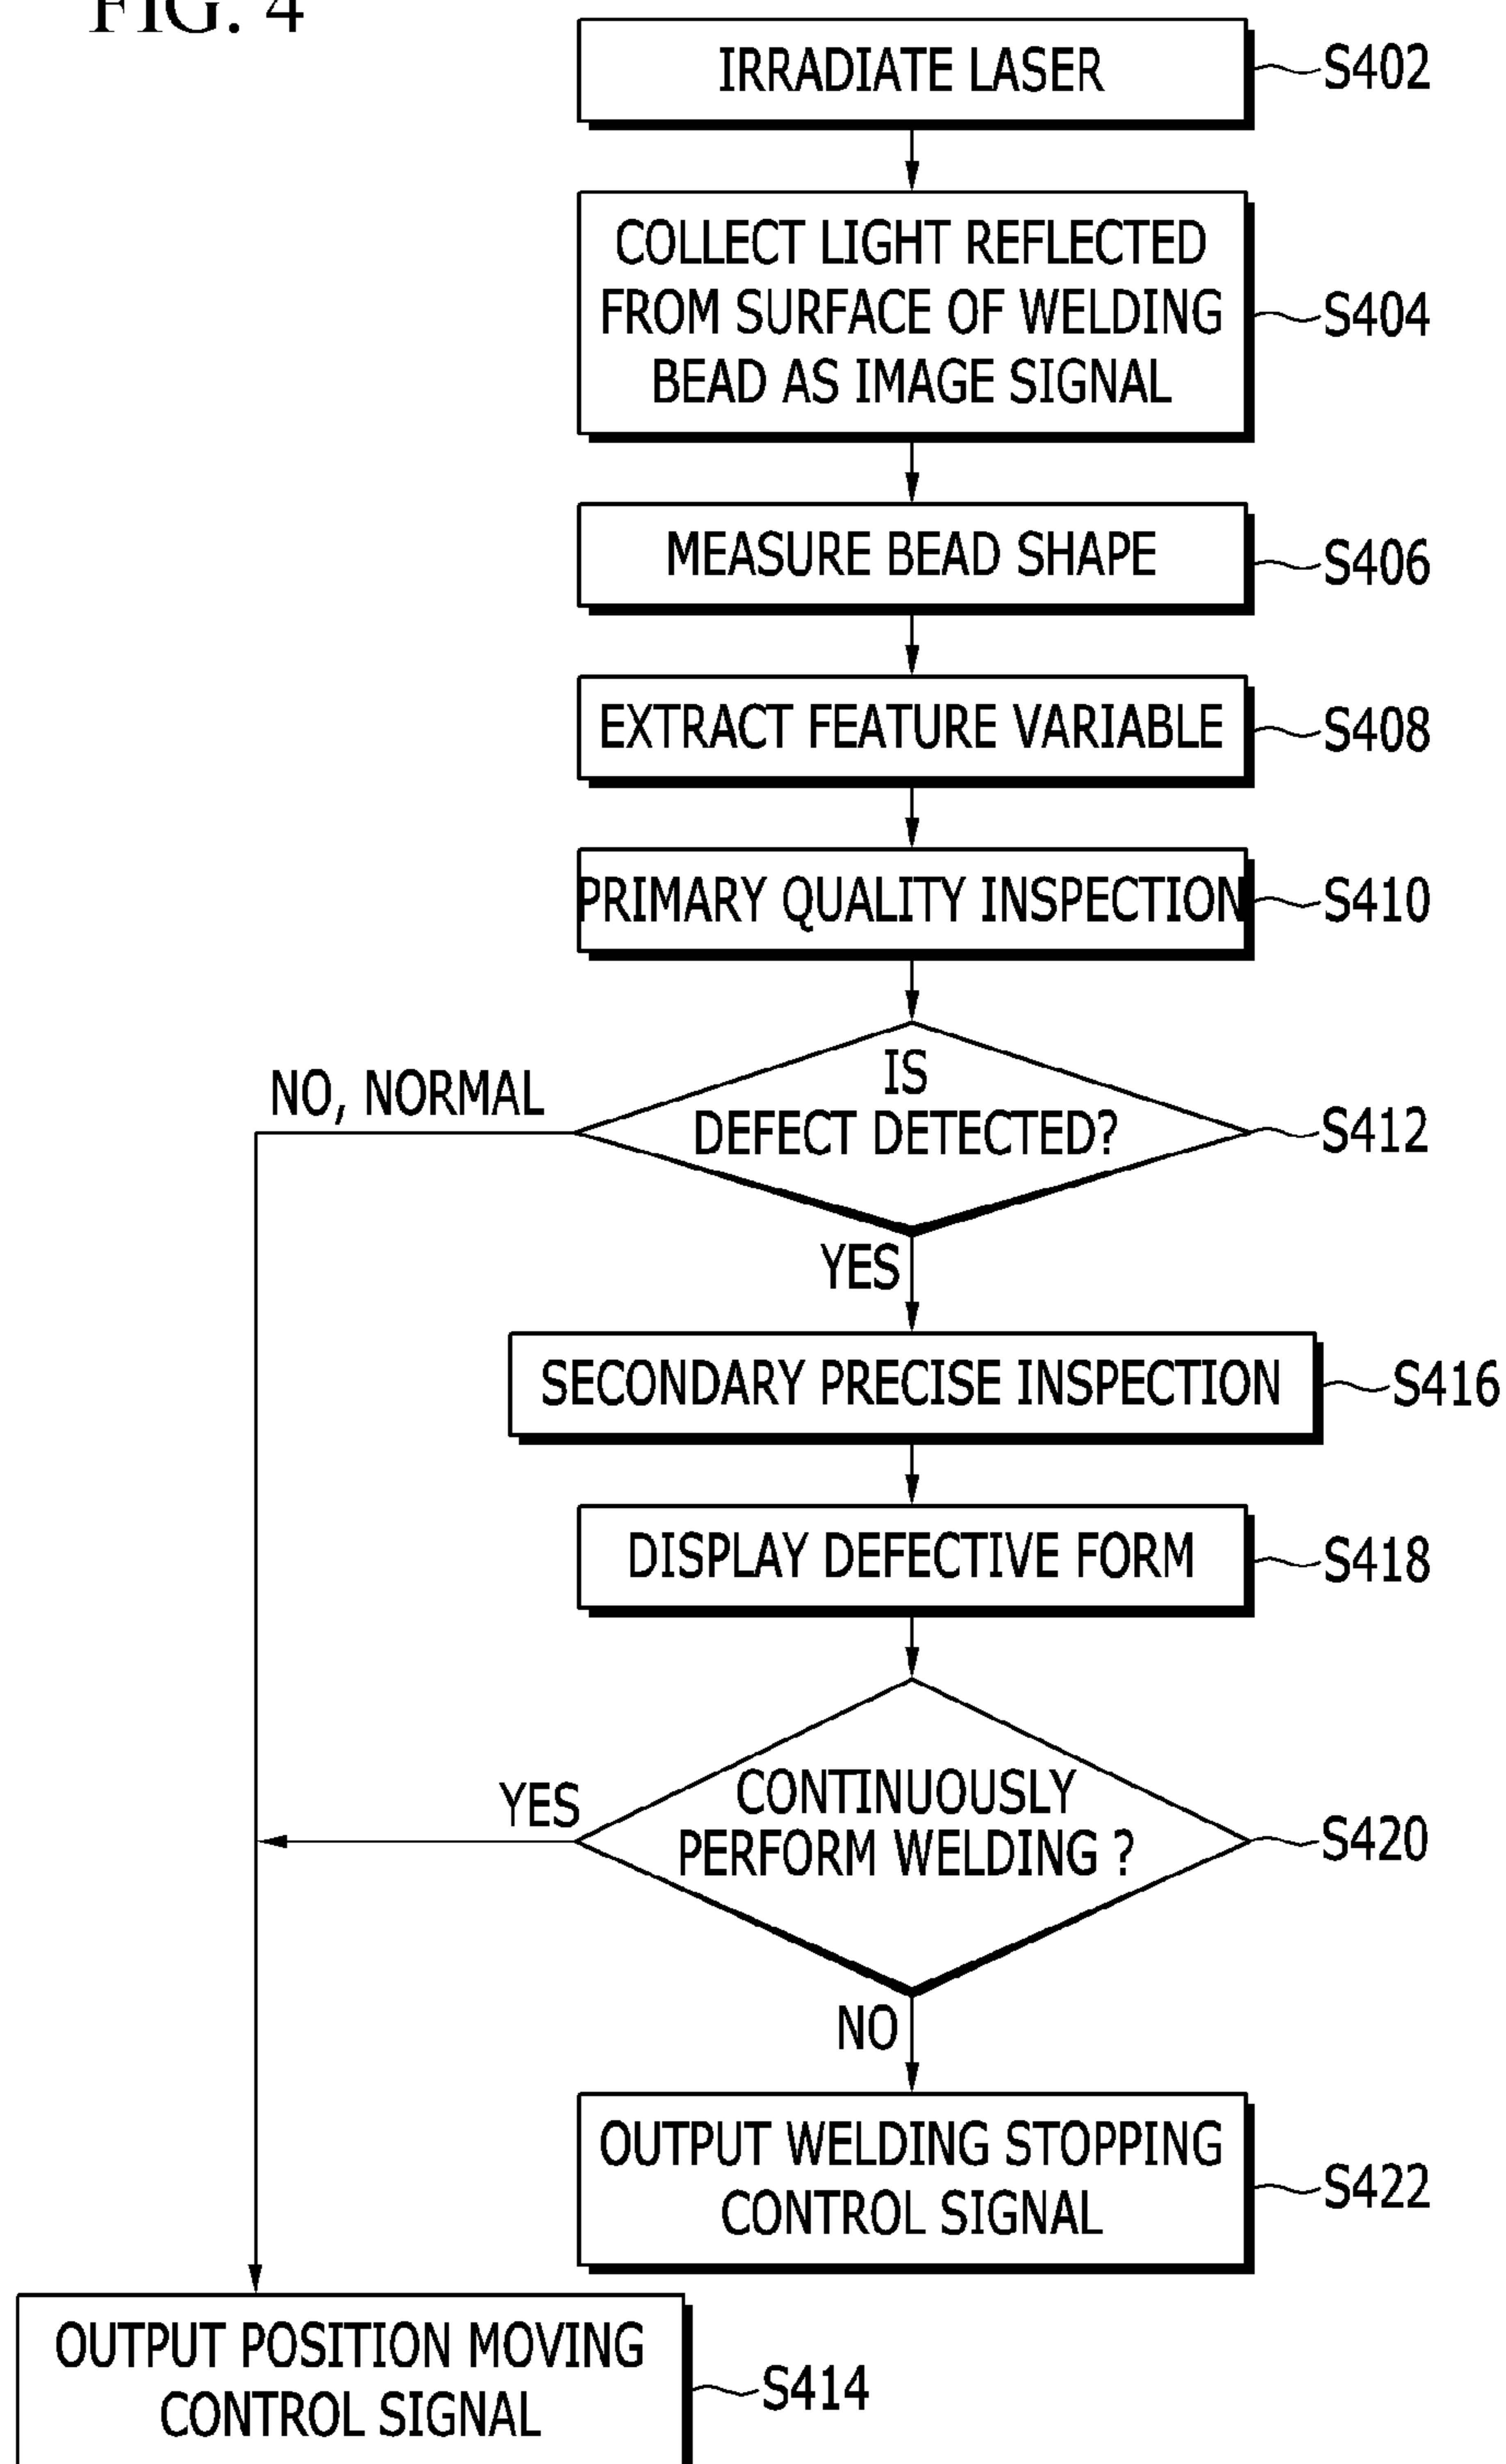 FIG. 4
IRRADIATE LASER
S402
COLLECT LIGHT REFLECTED
FROM SURFACE OF WELDING
BEAD AS IMAGE SIGNAL
S404
MEASURE BEAD SHAPE
S406
EXTRACT FEATURE VARIABLE
S408
PRIMARY QUALITY INSPECTION
S410
IS
DEFECT DETECTED?
S412
NO, NORMAL
YES
SECONDARY PRECISE INSPECTION
S416
DISPLAY DEFECTIVE FORM
S418
CONTINUOUSLY
PERFORM WELDING ?
S420
YES
NO
OUTPUT WELDING STOPPING
CONTROL SIGNAL
S422
OUTPUT POSITION MOVING
CONTROL SIGNAL
S414